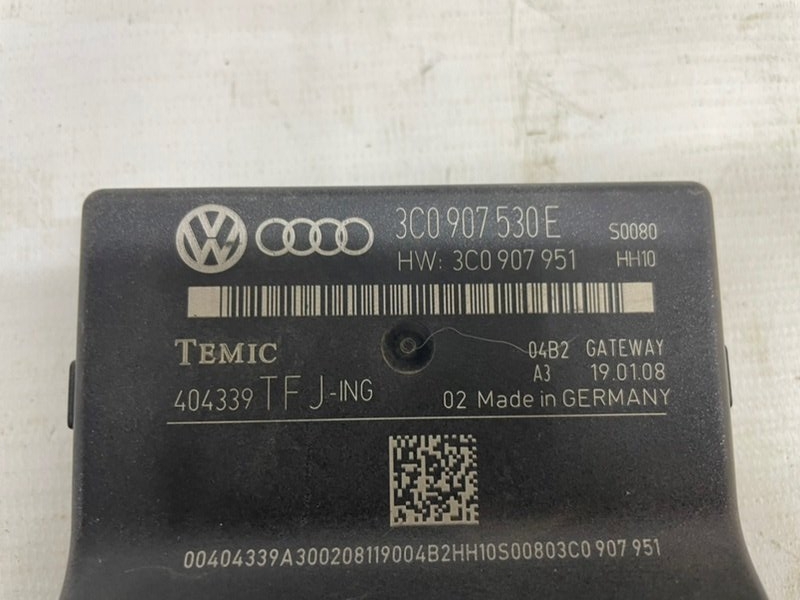 3C0 907 530 E S0080
HW: 3C0 907 951 HH10
TEMIC 04B2 GATEWAY
A3 19.01.08
404339 TFJ-ING 02 Made in GERMANY
00404339A300208119004B2HH10S00803C0 907 951